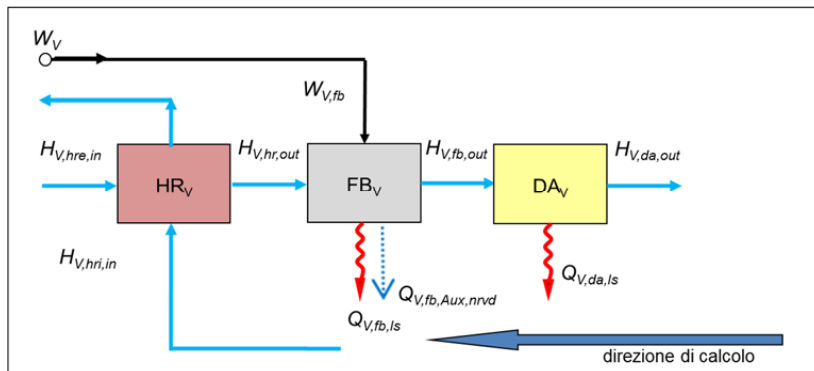 W_V
W_V,fb
H_V,hre,in
H_V,hr,out
H_V,fb,out
H_V,da,out
HR_V
FB_V
DA_V
H_V,hri,in
Q_V,fb,Aux,nrvd
Q_V,da,ls
Q_V,fb,ls
direzione di calcolo